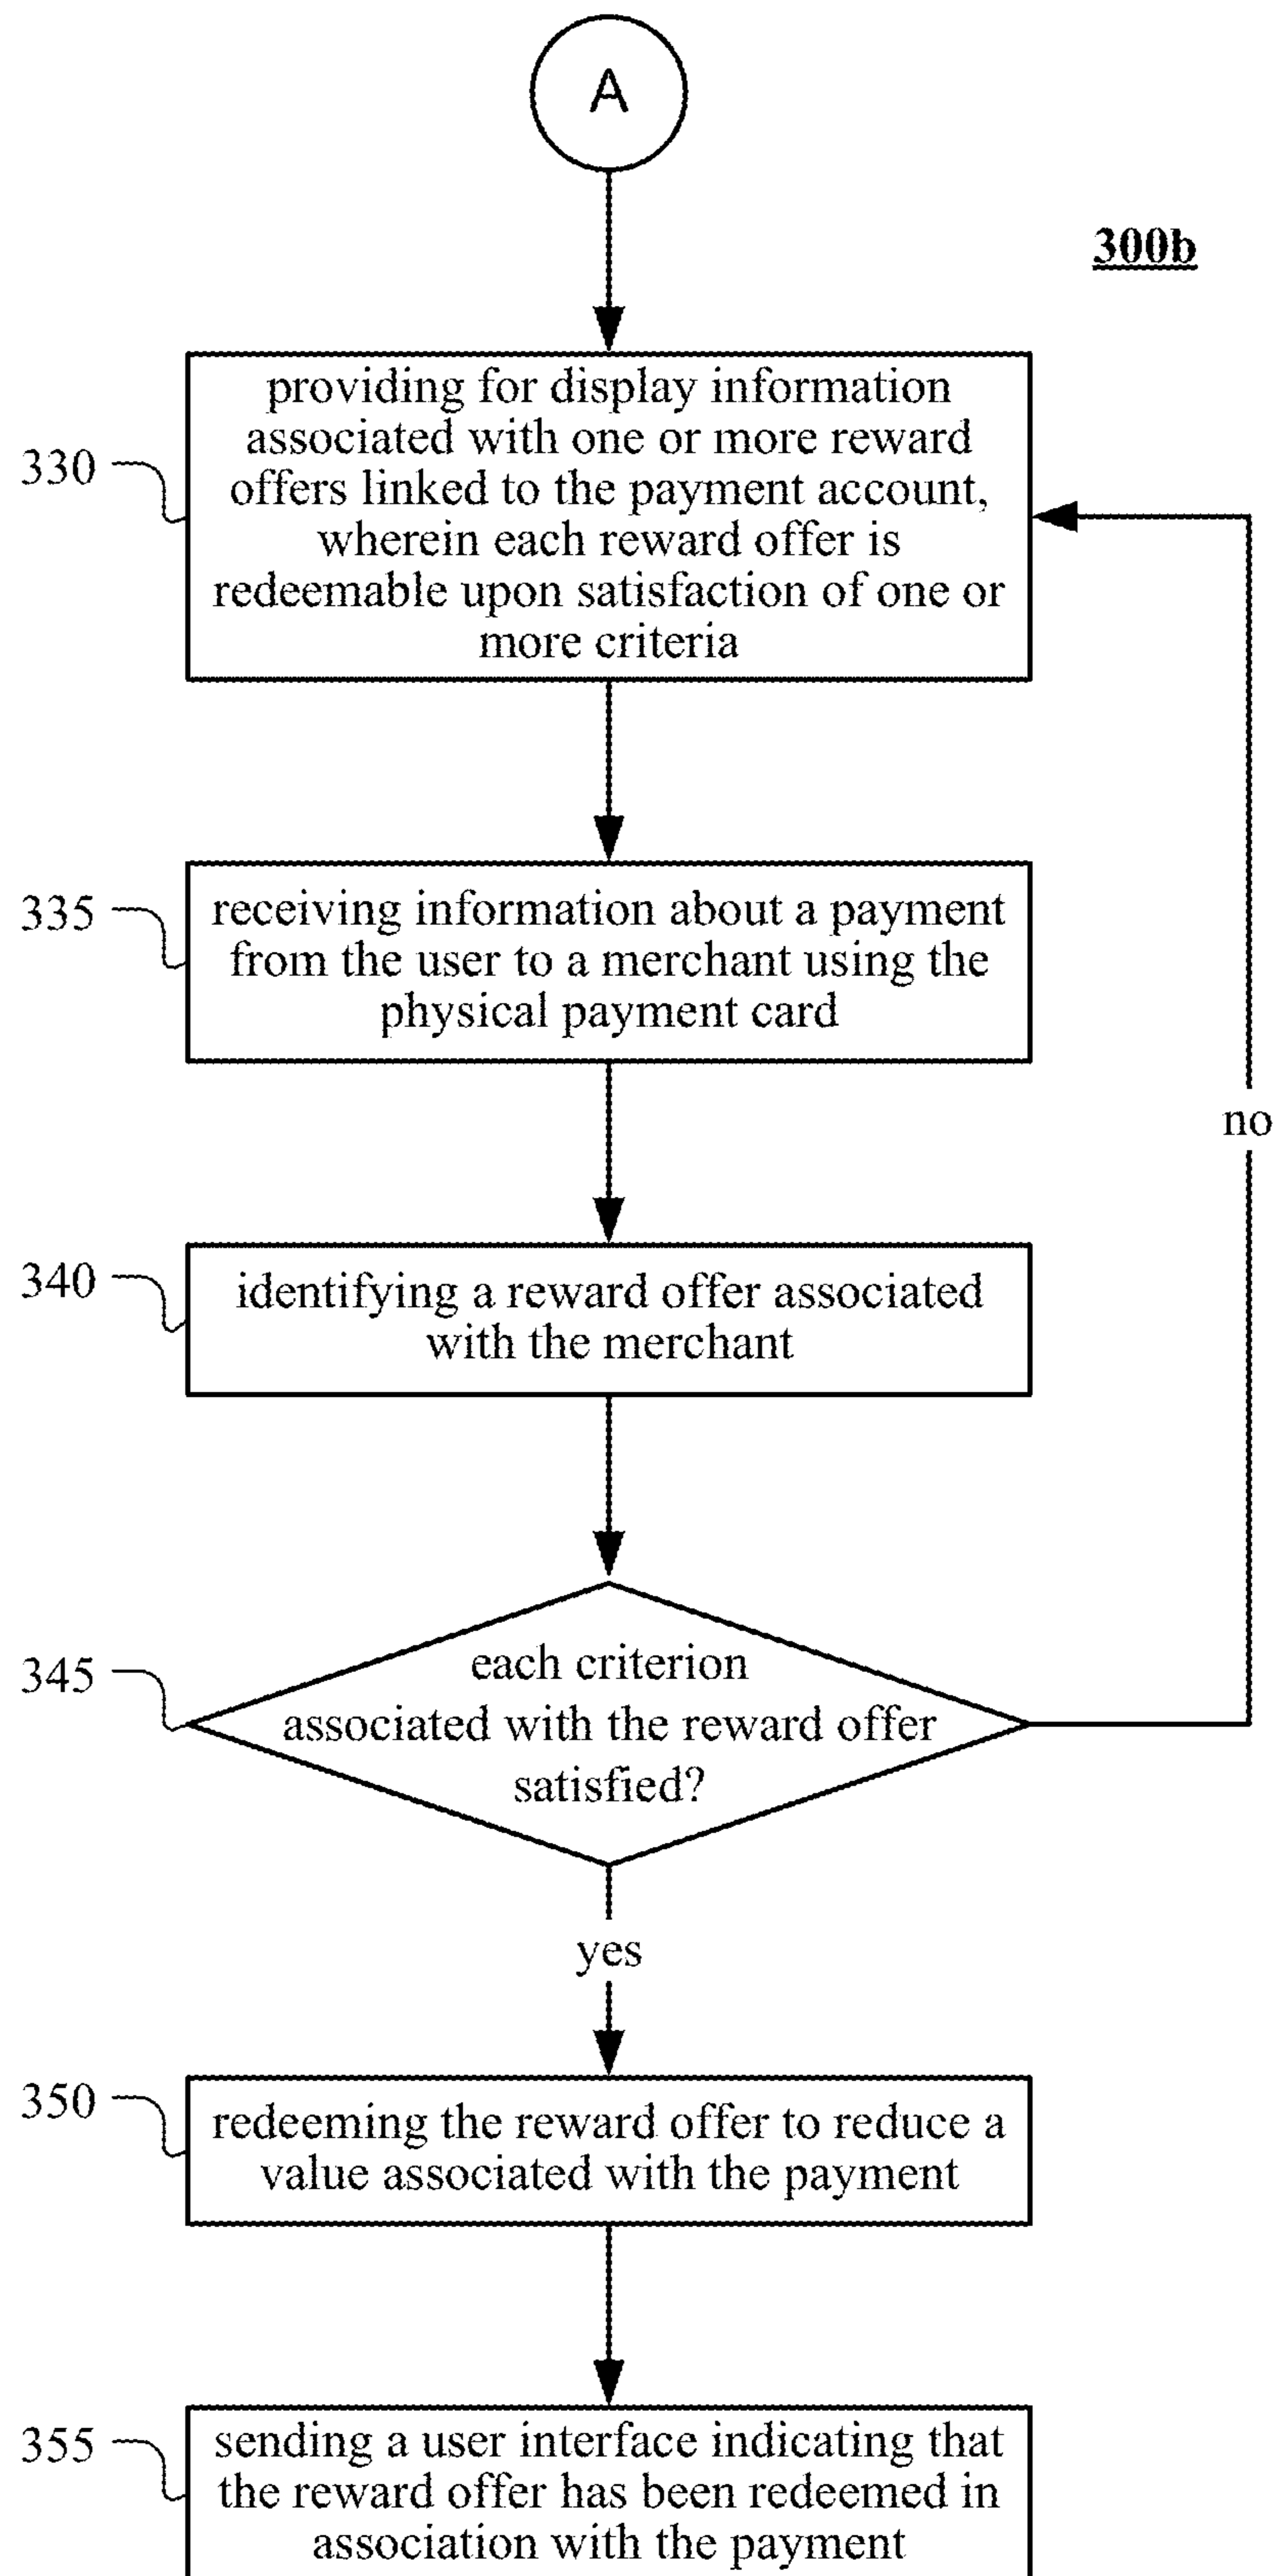 A
300b
330
providing for display information
associated with one or more reward
offers linked to the payment account,
wherein each reward offer is
redeemable upon satisfaction of one or
more criteria
335
receiving information about a payment
from the user to a merchant using the
physical payment card
no
340
identifying a reward offer associated
with the merchant
345
each criterion
associated with the reward offer
satisfied?
yes
350
redeeming the reward offer to reduce a
value associated with the payment
355
sending a user interface indicating that
the reward offer has been redeemed in
association with the payment